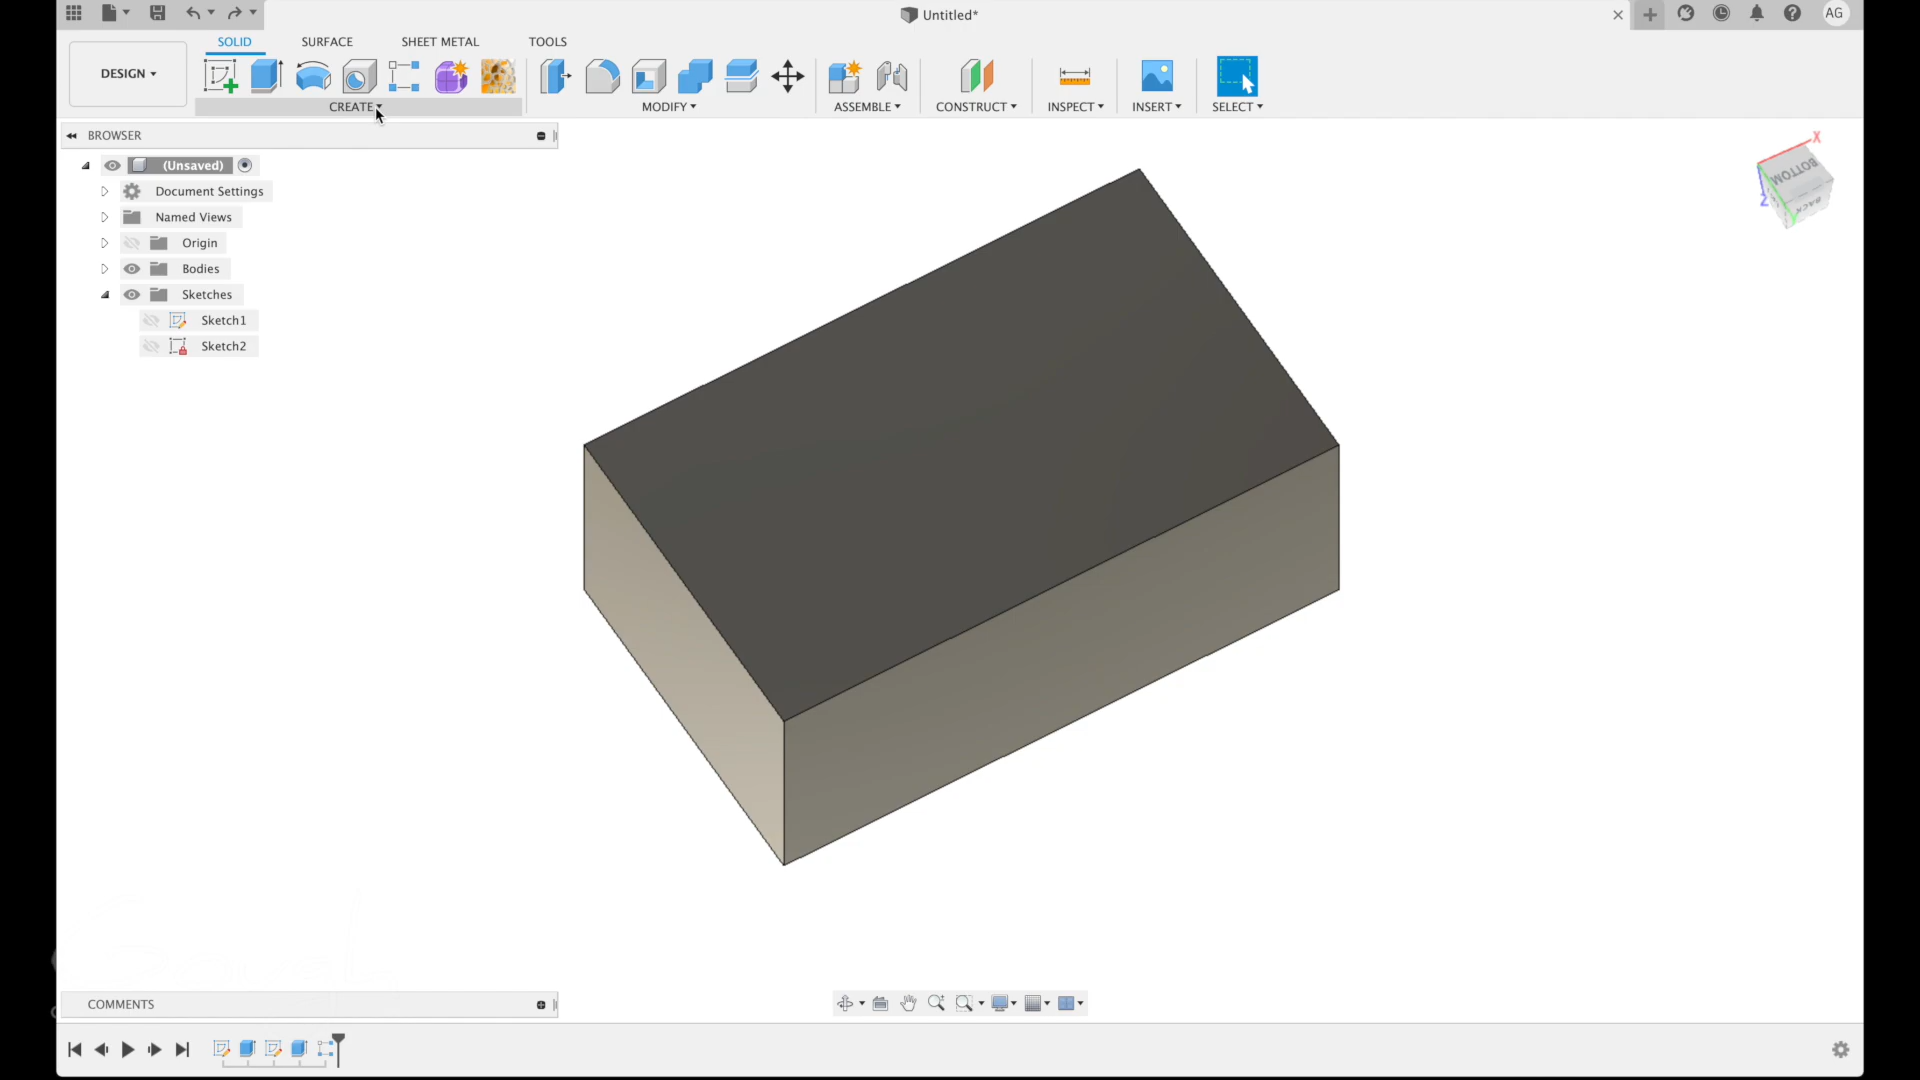 Untitled*
AG
DESIGN
SOLID
SURFACE
SHEET METAL
TOOLS
CREATE
MODIFY
ASSEMBLE
CONSTRUCT
INSPECT
INSERT
SELECT
BROWSER
(Unsaved)
Document Settings
Named Views
Origin
Bodies
Sketches
Sketch1
Sketch2
X
BOTTOM
BACK
Z
Y
COMMENTS